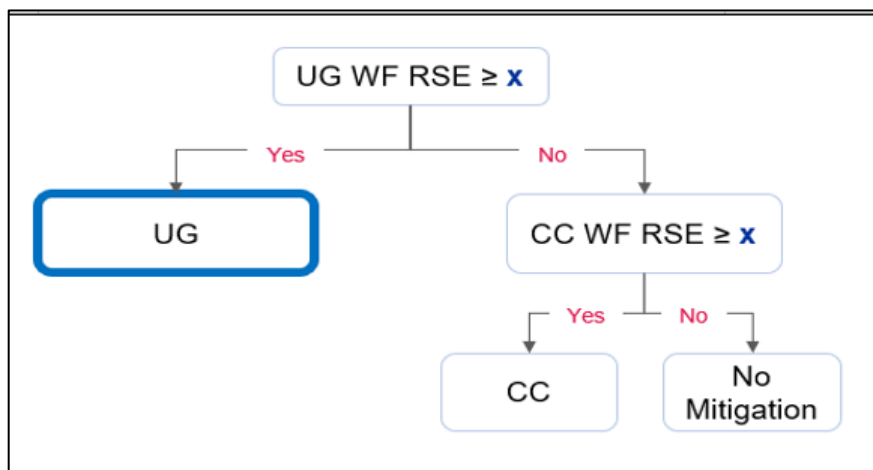 UG WF RSE ≥ x
Yes
No
UG
CC WF RSE ≥ x
Yes
No
CC
No
Mitigation